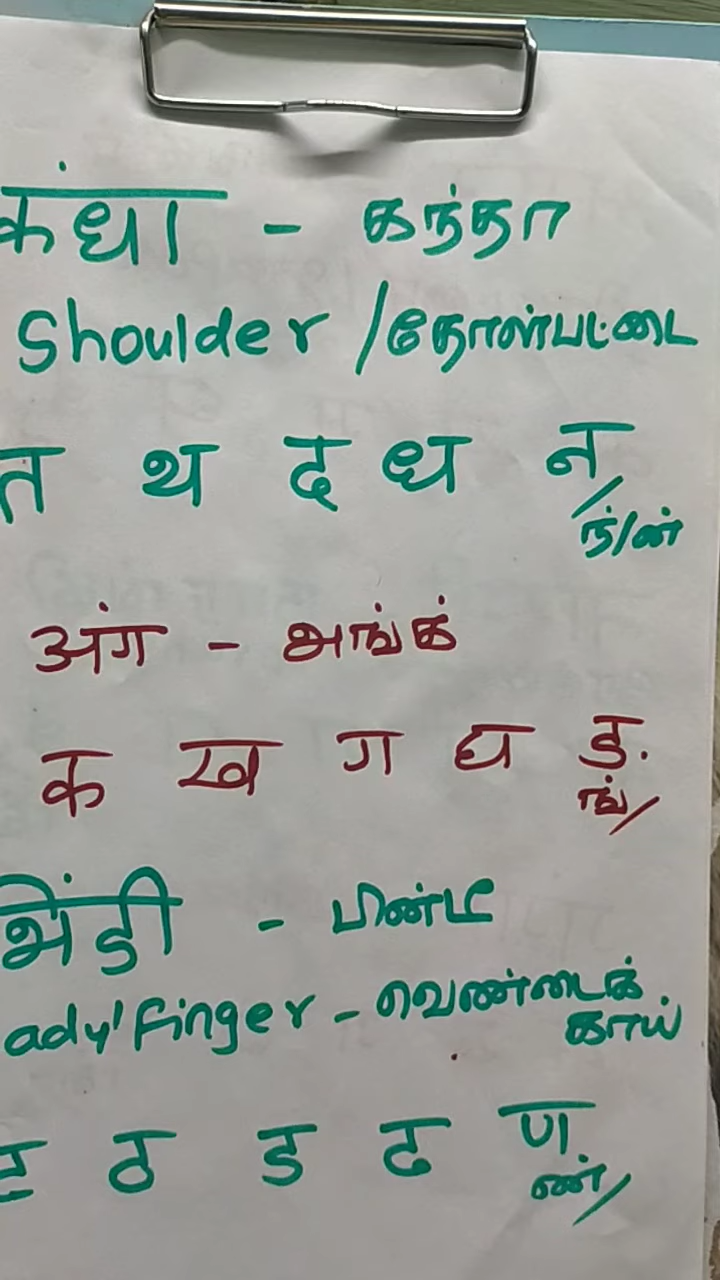 कंधा - கந்தா
Shoulder / தோள்பட்டை
त थ द ध न
ந்/ன்
अंग - அங்க்
क ख ग घ ङ
ங்/
भिंडी - பிண்டீ
ady'Finger - வெண்டைக்
காய்
ट ठ ड ढ ण
ண்/